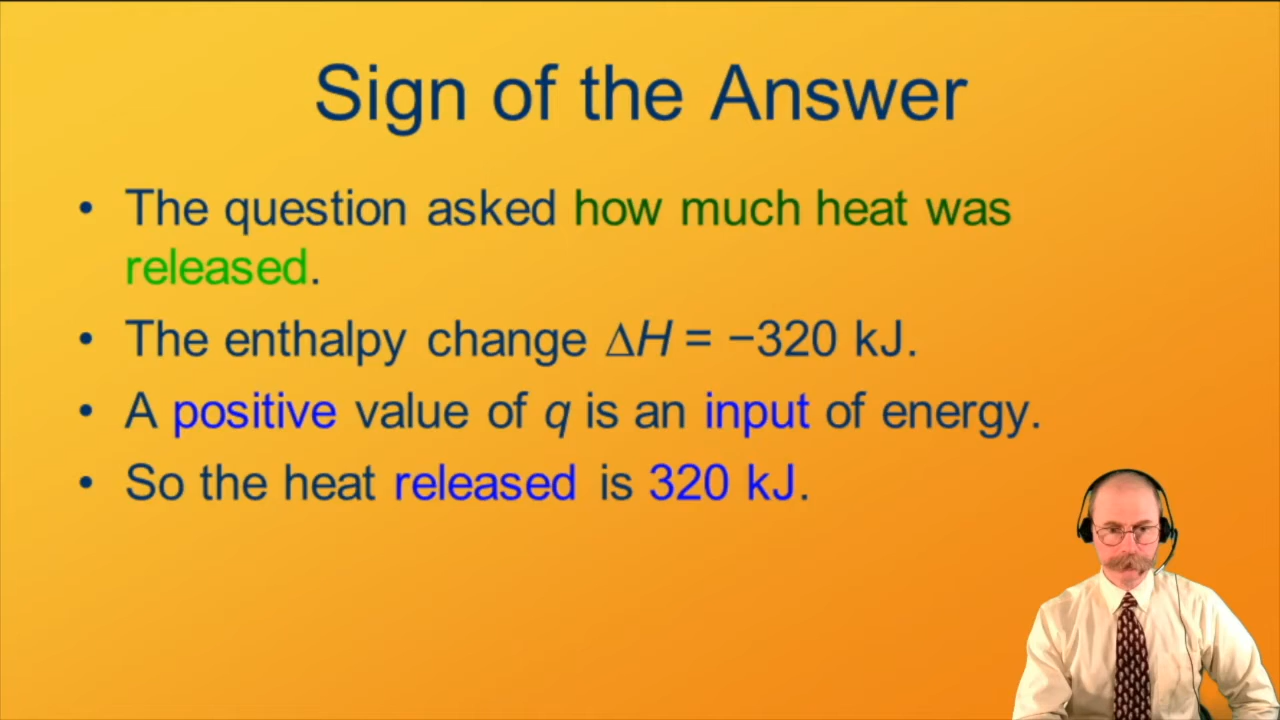 Sign of the Answer
• The question asked how much heat was
released.
• The enthalpy change ΔH = −320 kJ.
• A positive value of q is an input of energy.
• So the heat released is 320 kJ.